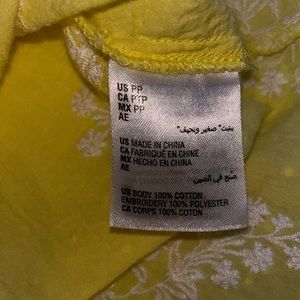 US PP
CA PTP
MX PP
AE
بتيت" صغير ونحيف"
US MADE IN CHINA
CA FABRIQUÉ EN CHINE
MX HECHO EN CHINA
AE
صنع في الصين
US BODY 100% COTTON
EMBROIDERY 100% POLYESTER
CA CORPS 100% COTON